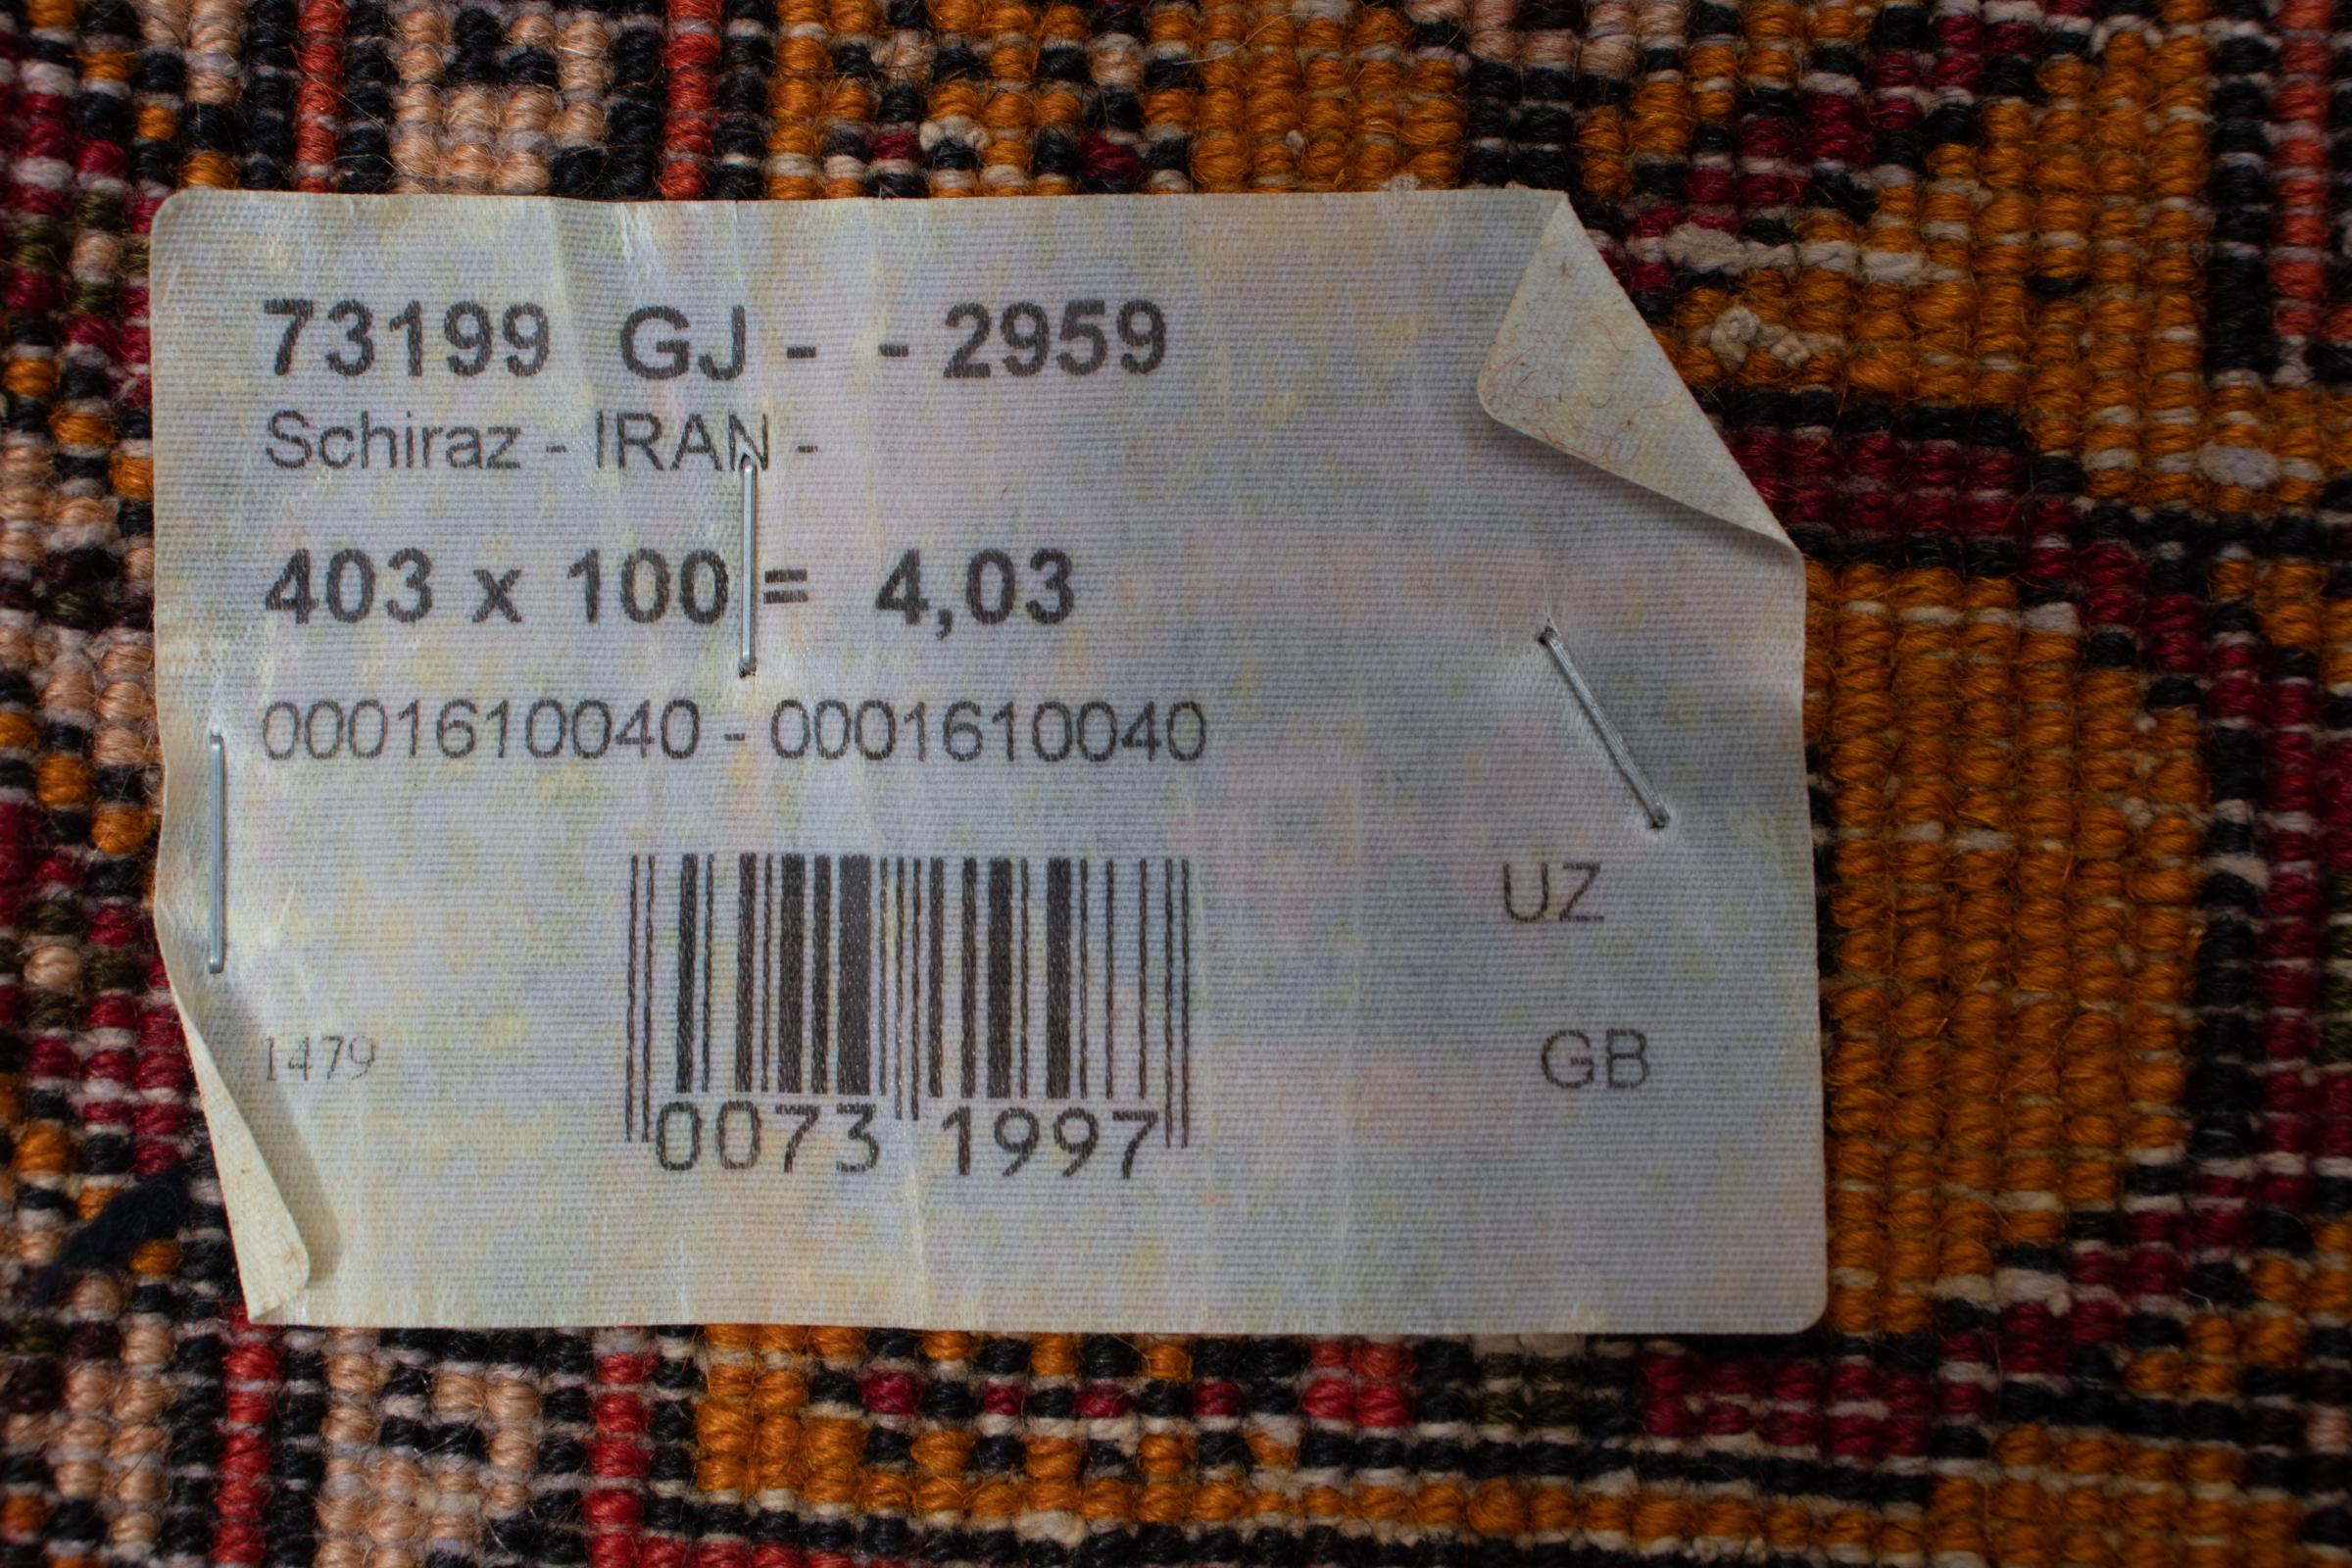 73199 GJ - - 2959
Schiraz - IRAN -
403 x 100 = 4,03
0001610040 - 0001610040
UZ
1479
GB
0073 1997